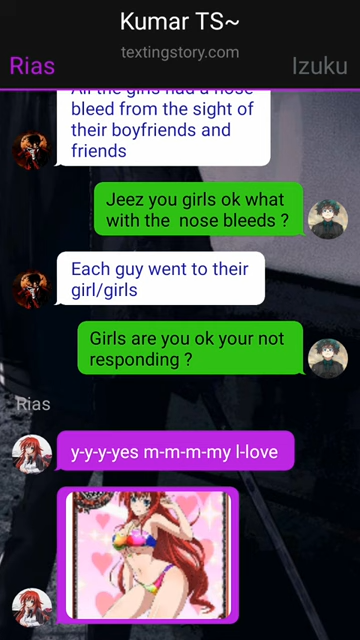 Kumar TS~
textingstory.com
Rias
Izuku
All the girls had a nose
bleed from the sight of
their boyfriends and
friends
Jeez you girls ok what
with the nose bleeds ?
Each guy went to their
girl/girls
Girls are you ok your not
responding ?
Rias
y-y-y-yes m-m-m-my l-love